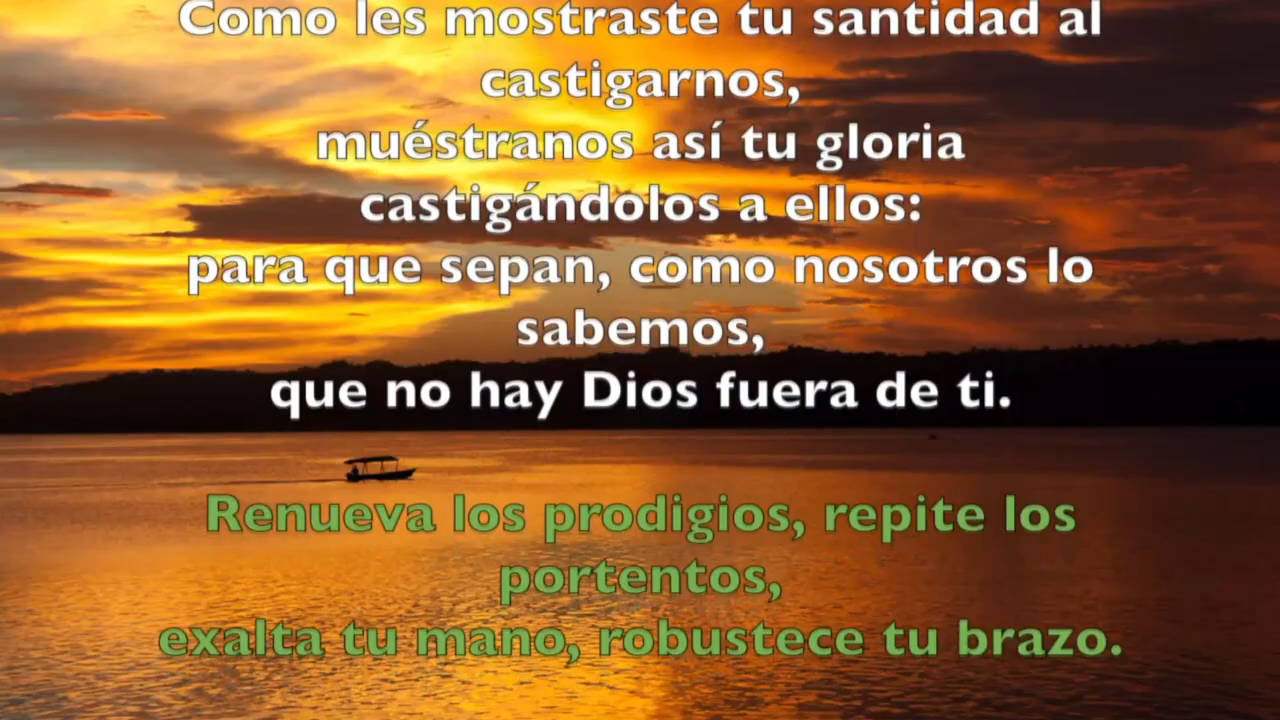 Como les mostraste tu santidad al
castigarnos,
muéstranos así tu gloria
castigándolos a ellos:
para que sepan, como nosotros lo
sabemos,
que no hay Dios fuera de ti.
Renueva los prodigios, repite los
portentos,
exalta tu mano, robustece tu brazo.